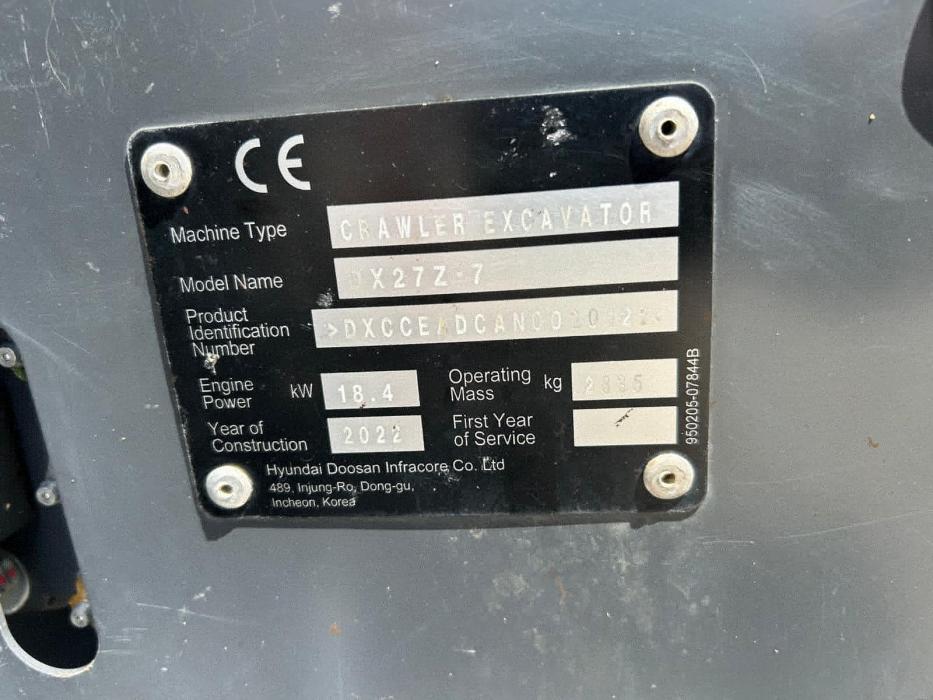 CE
Machine Type CRAWLER EXCAVATOR
Model Name DX27Z-7
Product
Identification
Number
Engine
Power kW 18.4
Operating
Mass kg 2835
Year of
Construction 2022
First Year
of Service
Hyundai Doosan Infracore Co. Ltd
489, Injung-Ro, Dong-gu,
Incheon, Korea
950205-07844B